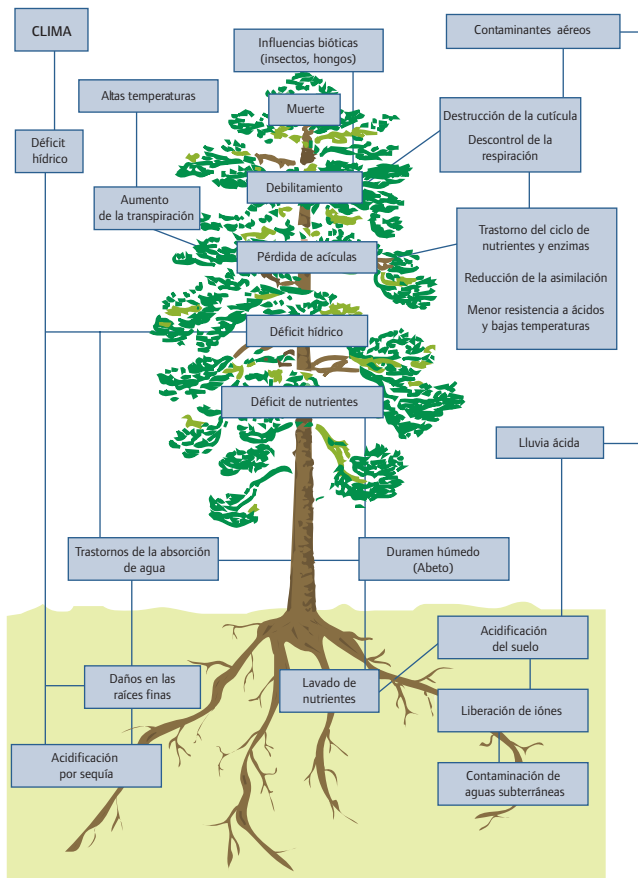 CLIMA
Influencias bióticas
(insectos, hongos)
Contaminantes aéreos
Altas temperaturas
Muerte
Destrucción de la cutícula
Descontrol de la
respiración
Déficit
hídrico
Debilitamiento
Aumento
de la transpiración
Pérdida de acículas
Trastorno del ciclo de
nutrientes y enzimas
Reducción de la asimilación
Menor resistencia a ácidos
y bajas temperaturas
Déficit hídrico
Déficit de nutrientes
Lluvia ácida
Trastornos de la absorción
de agua
Duramen húmedo
(Abeto)
Acidificación
del suelo
Daños en las
raíces finas
Lavado de
nutrientes
Liberación de iónes
Acidificación
por sequía
Contaminación de
aguas subterráneas